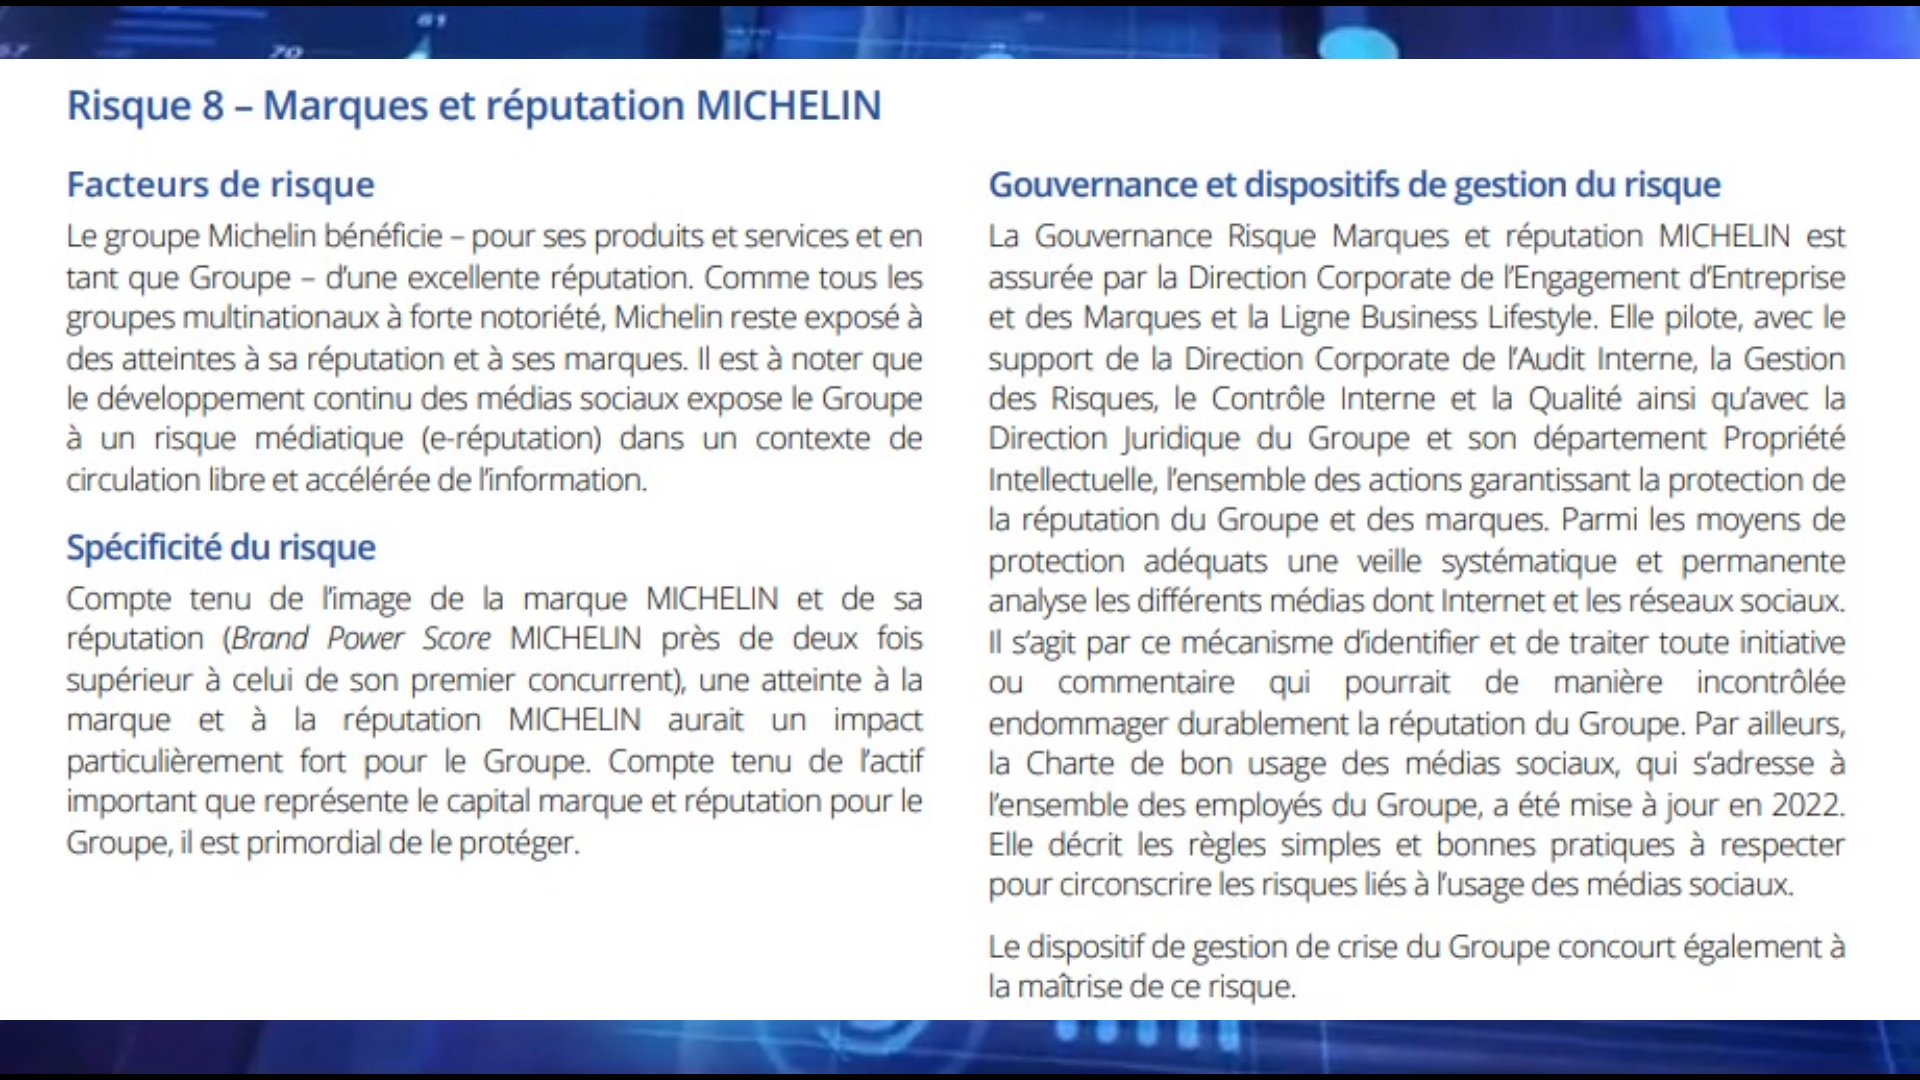 67
70
61
Risque 8 – Marques et réputation MICHELIN
Facteurs de risque
Le groupe Michelin bénéficie – pour ses produits et services et en
tant que Groupe – d’une excellente réputation. Comme tous les
groupes multinationaux à forte notoriété, Michelin reste exposé à
des atteintes à sa réputation et à ses marques. Il est à noter que
le développement continu des médias sociaux expose le Groupe
à un risque médiatique (e-réputation) dans un contexte de
circulation libre et accélérée de l’information.
Spécificité du risque
Compte tenu de l’image de la marque MICHELIN et de sa
réputation (Brand Power Score MICHELIN près de deux fois
supérieur à celui de son premier concurrent), une atteinte à la
marque et à la réputation MICHELIN aurait un impact
particulièrement fort pour le Groupe. Compte tenu de l’actif
important que représente le capital marque et réputation pour le
Groupe, il est primordial de le protéger.
Gouvernance et dispositifs de gestion du risque
La Gouvernance Risque Marques et réputation MICHELIN est
assurée par la Direction Corporate de l’Engagement d’Entreprise
et des Marques et la Ligne Business Lifestyle. Elle pilote, avec le
support de la Direction Corporate de l’Audit Interne, la Gestion
des Risques, le Contrôle Interne et la Qualité ainsi qu’avec la
Direction Juridique du Groupe et son département Propriété
Intellectuelle, l’ensemble des actions garantissant la protection de
la réputation du Groupe et des marques. Parmi les moyens de
protection adéquats une veille systématique et permanente
analyse les différents médias dont Internet et les réseaux sociaux.
Il s’agit par ce mécanisme d’identifier et de traiter toute initiative
ou commentaire qui pourrait de manière incontrôlée
endommager durablement la réputation du Groupe. Par ailleurs,
la Charte de bon usage des médias sociaux, qui s’adresse à
l’ensemble des employés du Groupe, a été mise à jour en 2022.
Elle décrit les règles simples et bonnes pratiques à respecter
pour circonscrire les risques liés à l’usage des médias sociaux.
Le dispositif de gestion de crise du Groupe concourt également à
la maîtrise de ce risque.